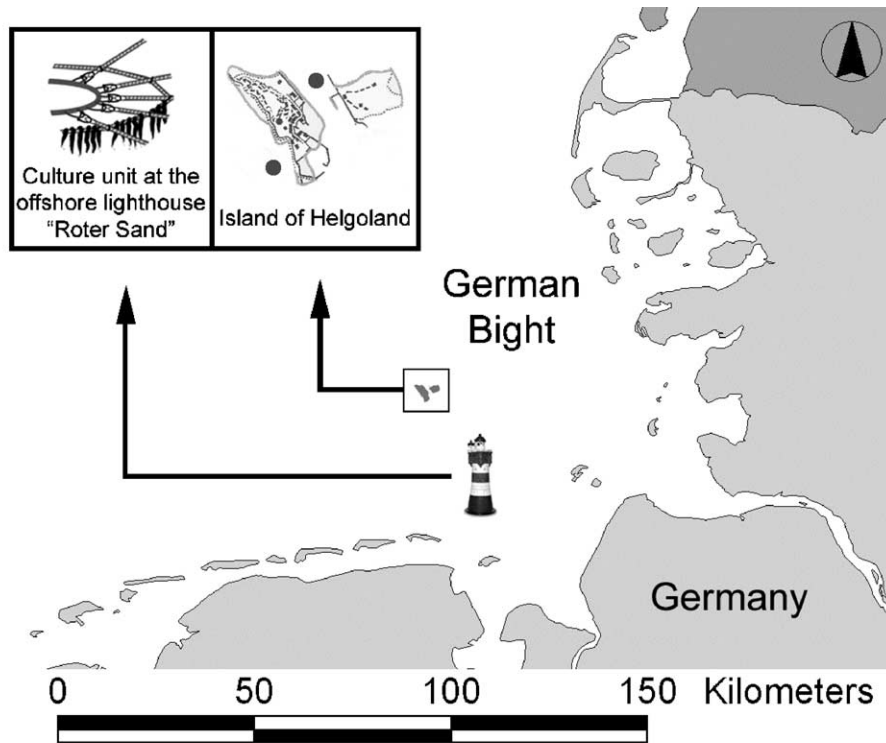 Culture unit at the
offshore lighthouse
“Roter Sand”
Island of Helgoland
German
Bight
Germany
0 50 100 150 Kilometers